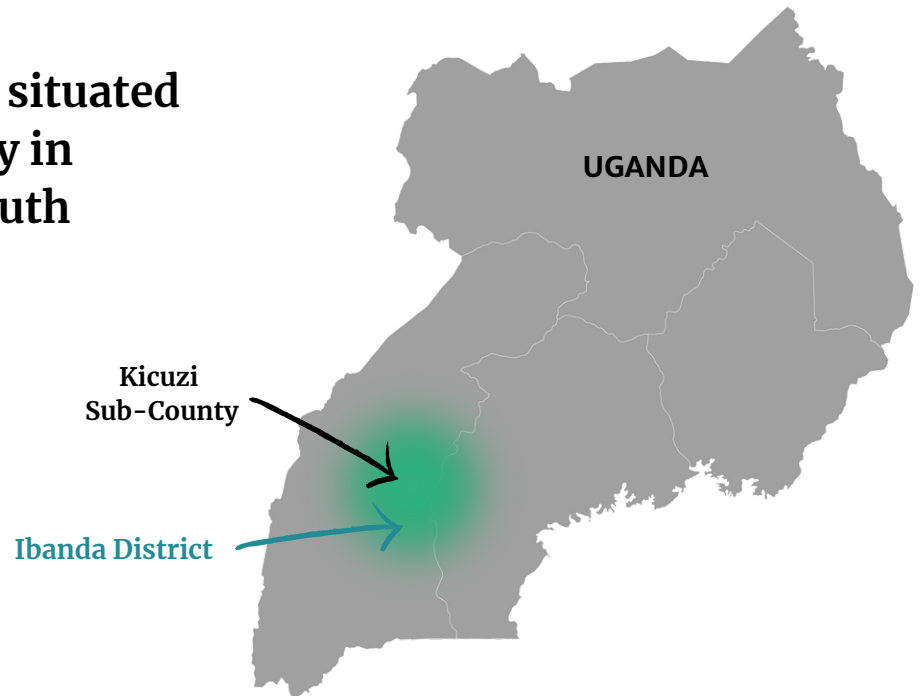 situated
y in
uth
UGANDA
Kicuzi
Sub-County
Ibanda District